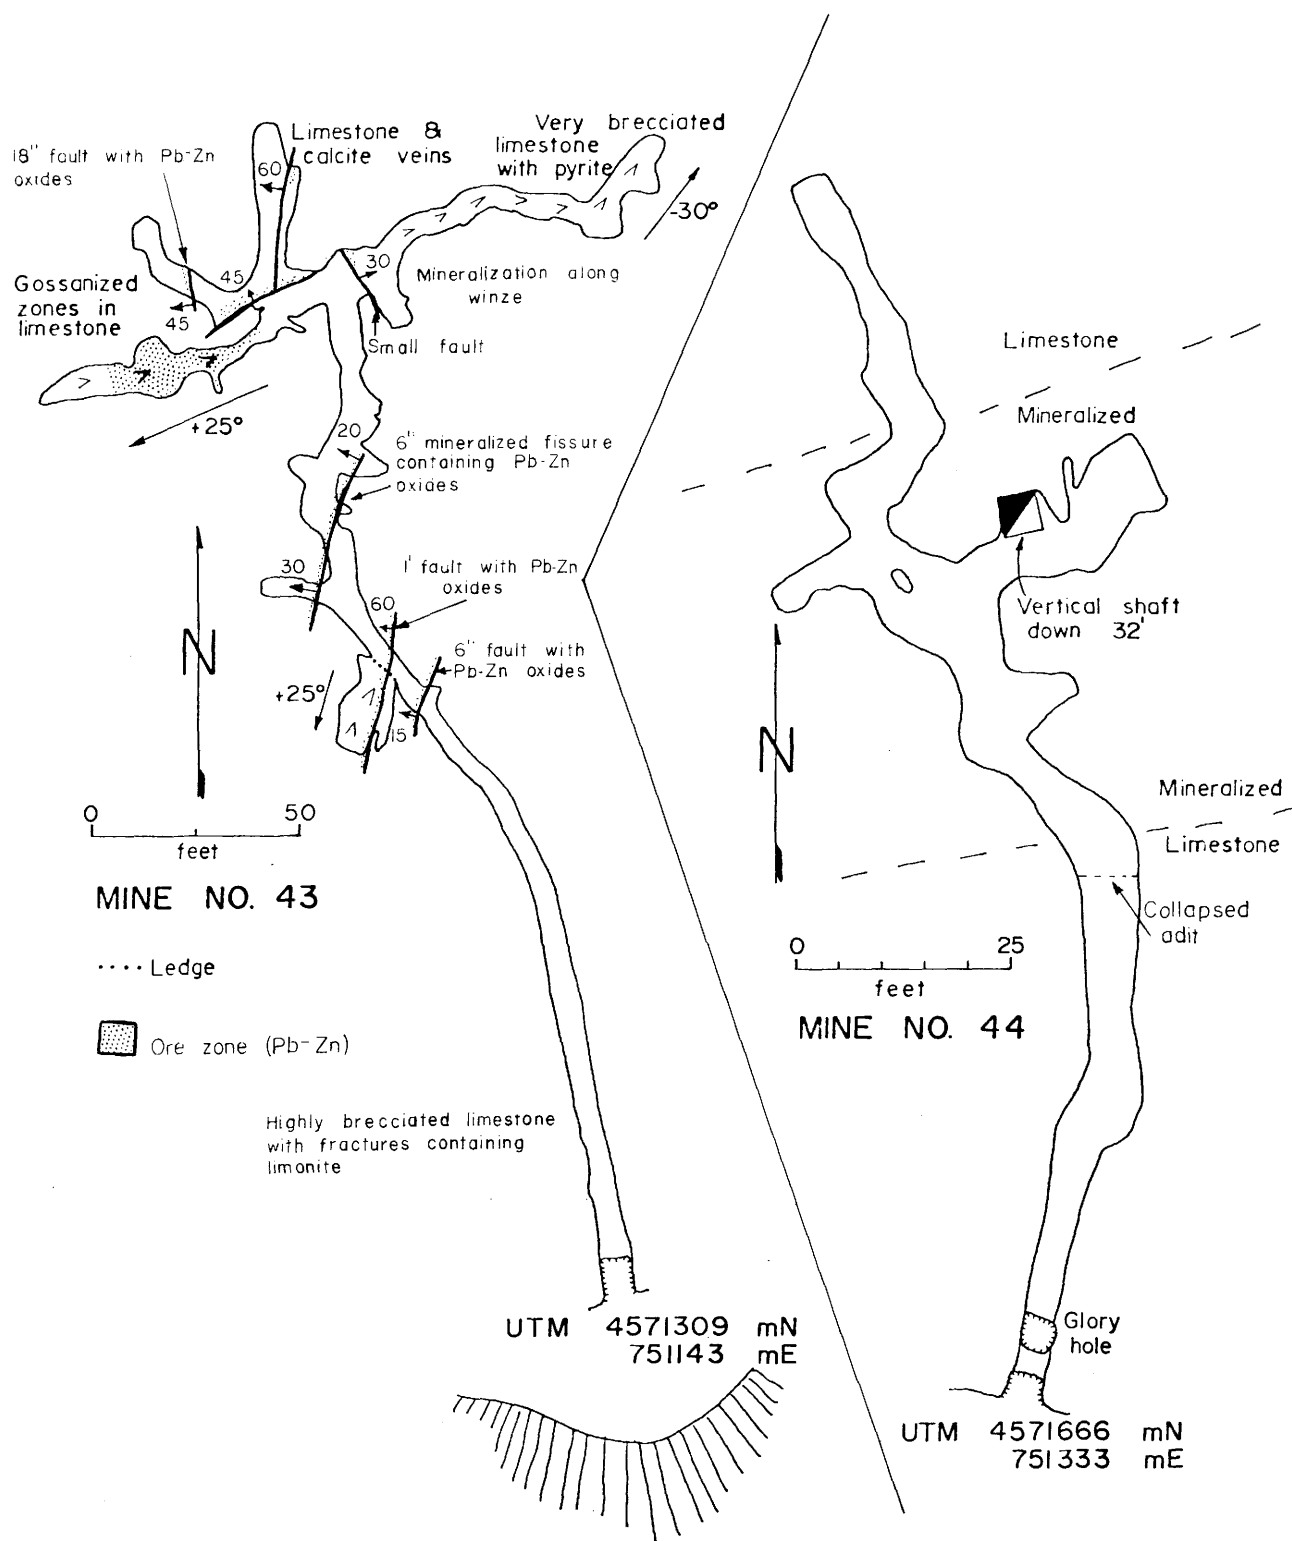 18" fault with Pb-Zn
oxides
Limestone &
calcite veins
60
Very brecciated
limestone
with pyrite
-30°
Gossanized
zones in
limestone
45
45
30
Mineralization along
winze
Small fault
+25°
20
6" mineralized fissure
containing Pb-Zn
oxides
30
1' fault with Pb-Zn
oxides
60
6" fault with
Pb-Zn oxides
+25°
15
N
0 50
feet
MINE NO. 43
.... Ledge
Ore zone (Pb-Zn)
Highly brecciated limestone
with fractures containing
limonite
UTM 4571309 mN
751143 mE
Limestone
Mineralized
Vertical shaft
down 32'
N
Mineralized
Limestone
Collapsed
adit
0 25
feet
MINE NO. 44
Glory
hole
UTM 4571666 mN
751333 mE